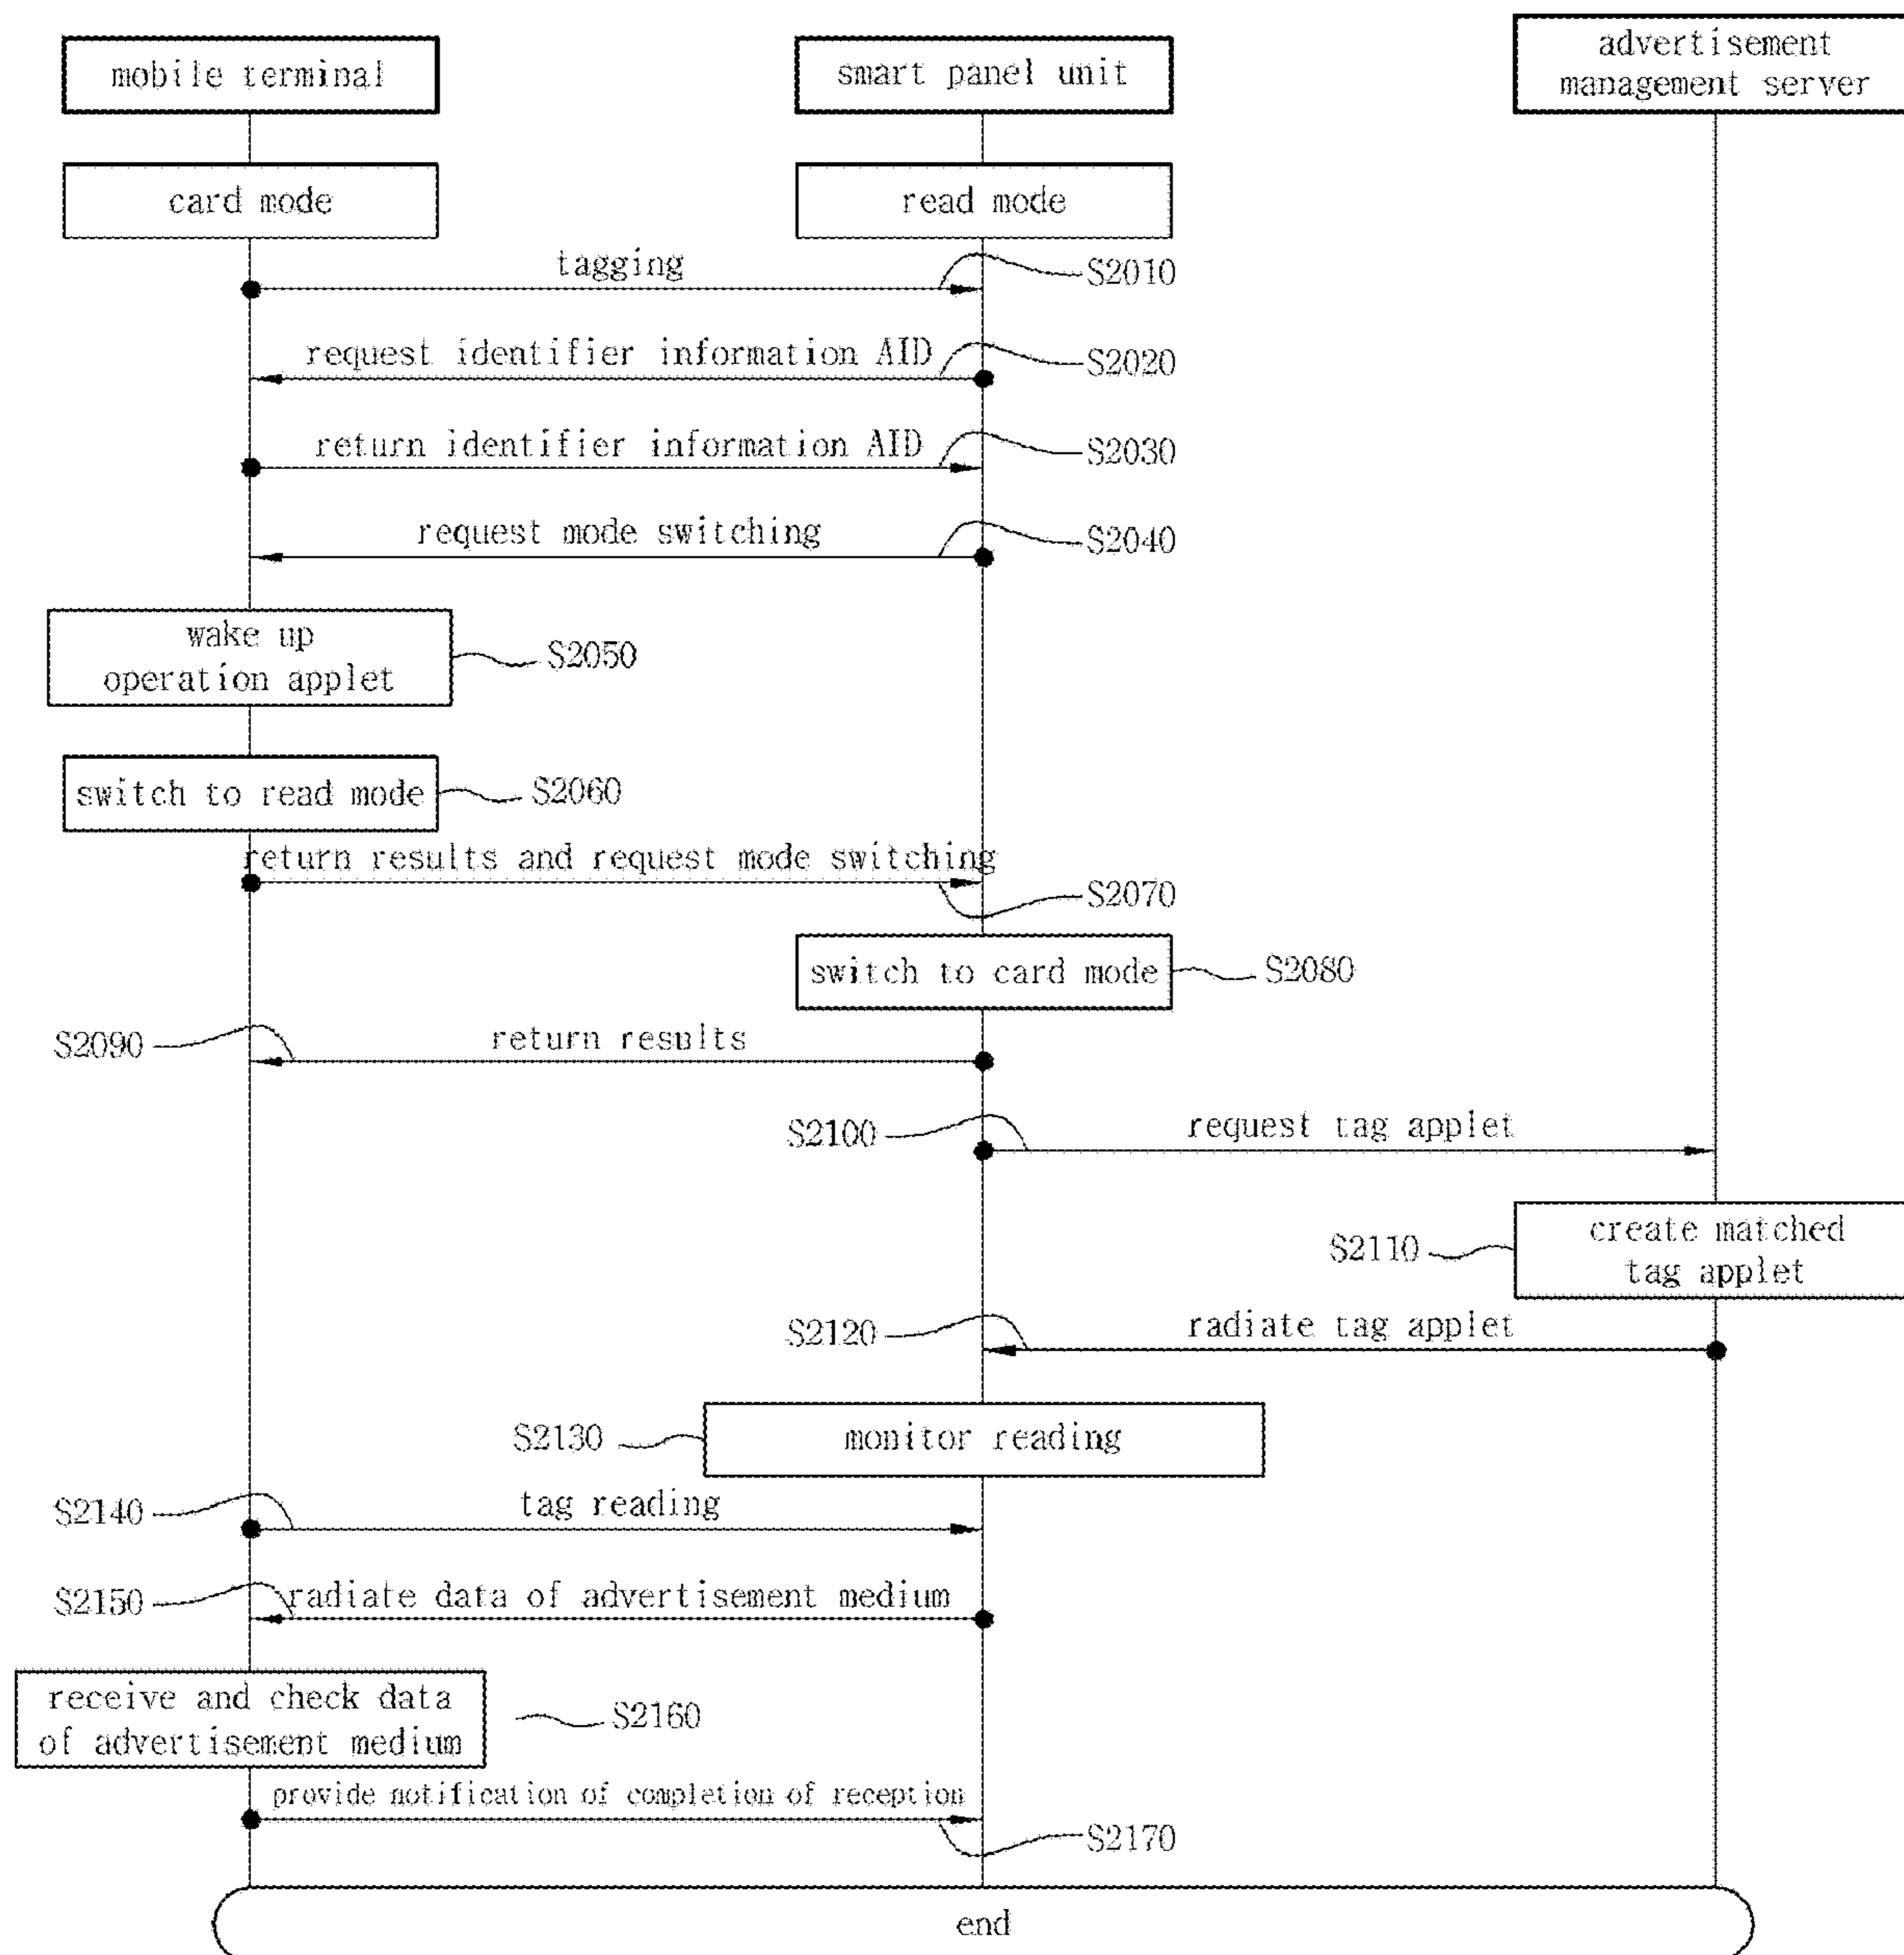 mobile terminal
smart panel unit
advertisement
management server
card mode
read mode
tagging
S2010
request identifier information AID
S2020
return identifier information AID
S2030
request mode switching
S2040
wake up
operation applet
S2050
switch to read mode
S2060
return results and request mode switching
S2070
switch to card mode
S2080
S2090
return results
S2100
request tag applet
S2110
create matched
tag applet
S2120
radiate tag applet
S2130
monitor reading
S2140
tag reading
S2150
radiate data of advertisement medium
receive and check data
of advertisement medium
S2160
provide notification of completion of reception
S2170
end